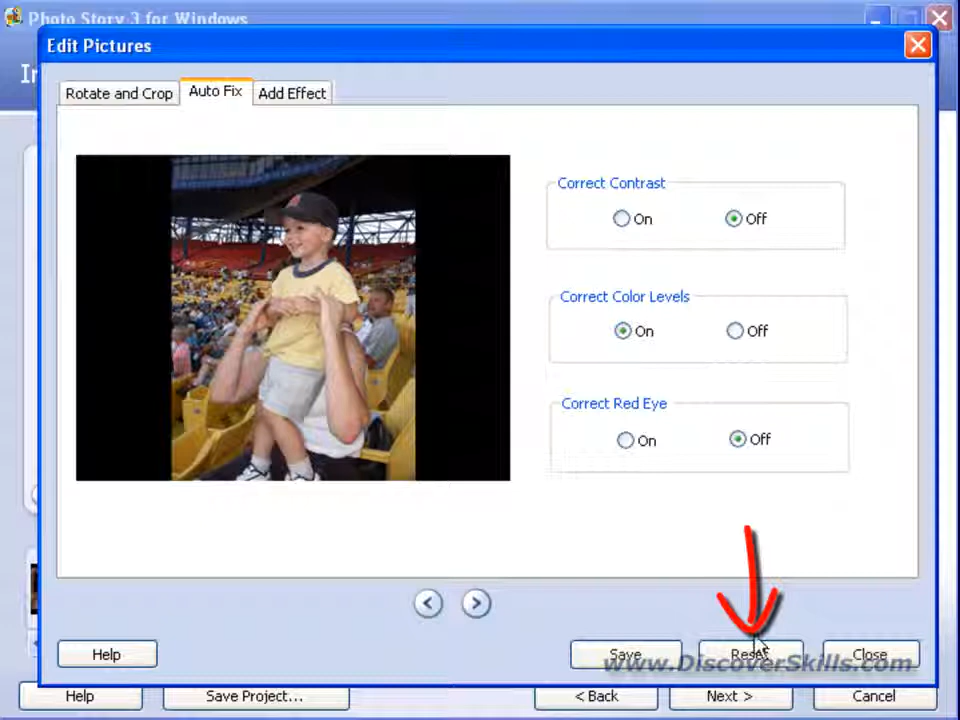 Photo Story 3 for Windows
Edit Pictures
Rotate and Crop
Auto Fix
Add Effect
Correct Contrast
On
Off
Correct Color Levels
On
Off
Correct Red Eye
On
Off
Help
Save
Reset
Close
www.DiscoverSkills.com
Help
Save Project...
< Back
Next >
Cancel